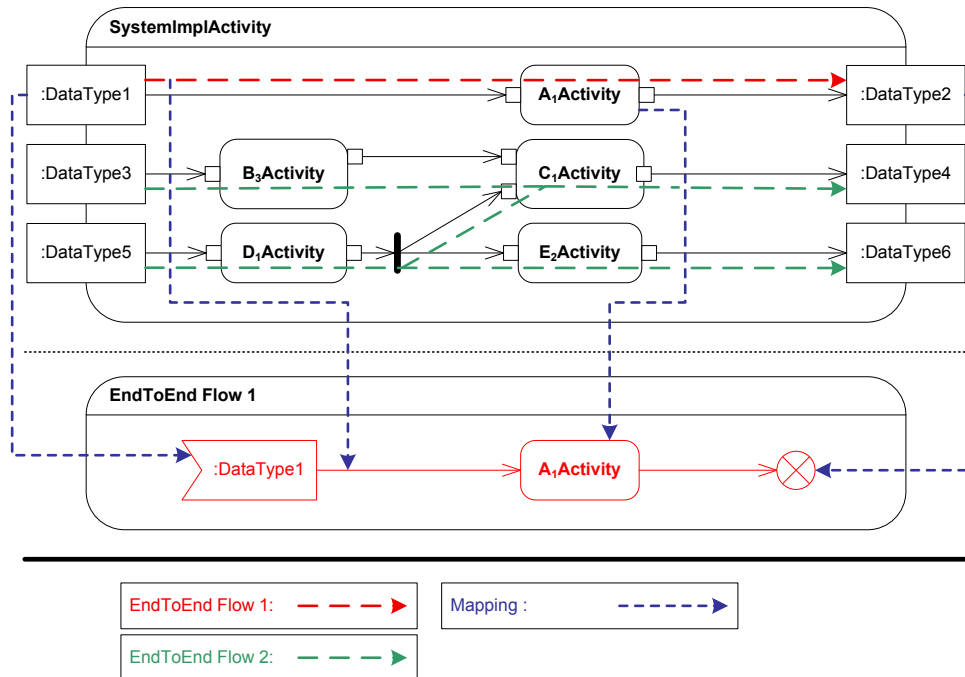 SystemImplActivity
:DataType1
A₁Activity
:DataType2
:DataType3
B₃Activity
C₁Activity
:DataType4
:DataType5
D₁Activity
E₂Activity
:DataType6
EndToEnd Flow 1
:DataType1
A₁Activity
EndToEnd Flow 1:
Mapping :
EndToEnd Flow 2: